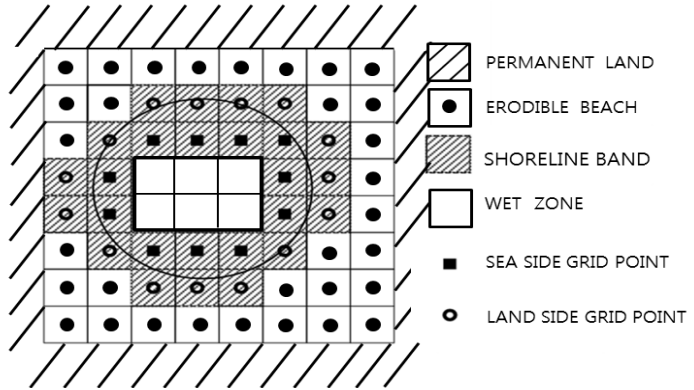 PERMANENT LAND
ERODIBLE BEACH
SHORELINE BAND
WET ZONE
SEA SIDE GRID POINT
LAND SIDE GRID POINT